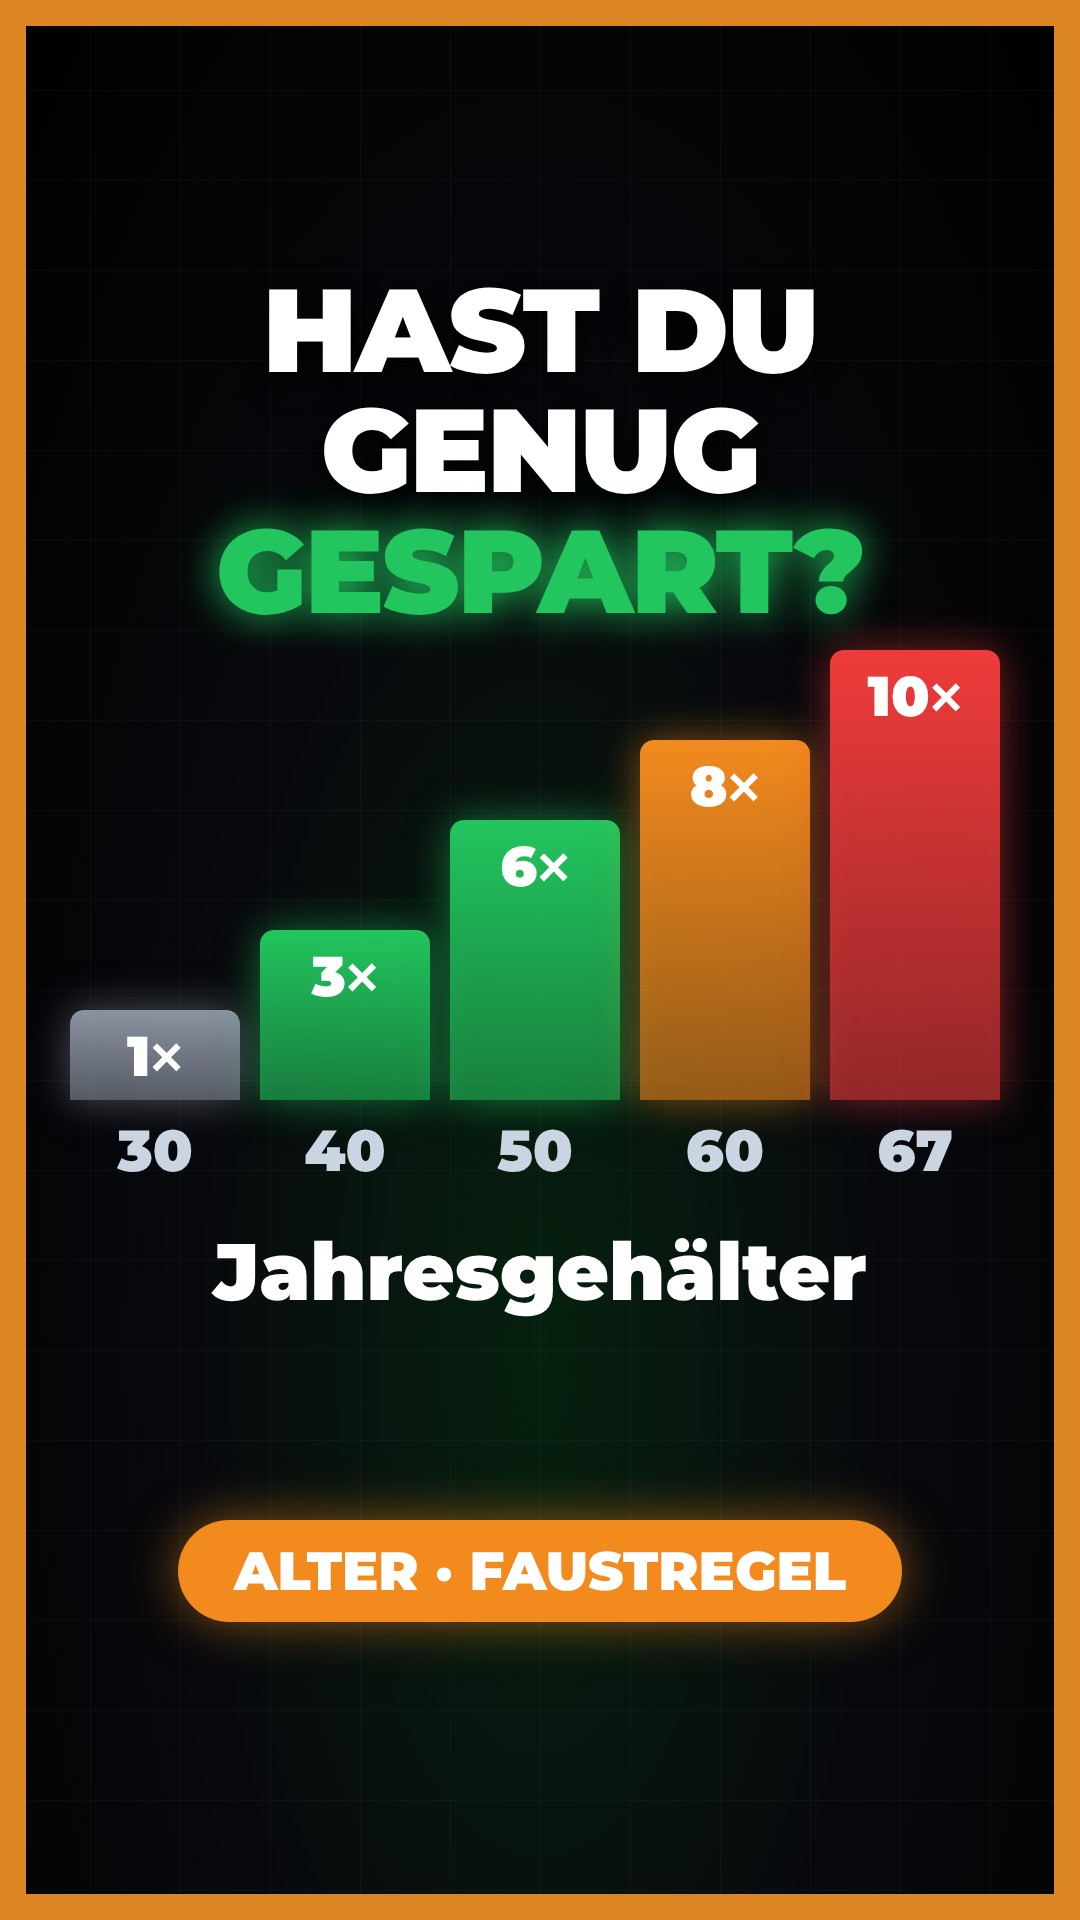 HAST DU
GENUG
GESPART?
10×
8×
6×
3×
1×
30 40 50 60 67
Jahresgehälter
ALTER • FAUSTREGEL